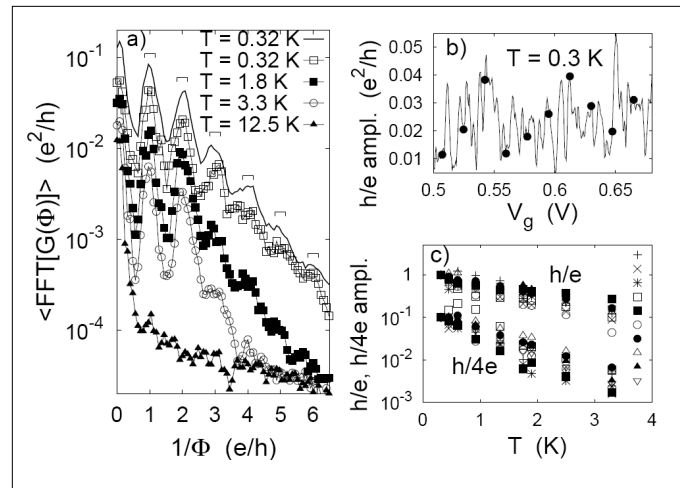 a)
T = 0.32 K
T = 0.32 K
T = 1.8 K
T = 3.3 K
T = 12.5 K
10⁻¹
10⁻²
10⁻³
10⁻⁴
<FFT[G(Φ)]> (e²/h)
0 1 2 3 4 5 6
1/Φ (e/h)
b)
T = 0.3 K
0.05
0.04
0.03
0.02
0.01
h/e ampl. (e²/h)
0.5 0.55 0.6 0.65
V_g (V)
c)
h/e
h/4e
1
10⁻¹
10⁻²
10⁻³
h/e, h/4e ampl.
0 1 2 3 4
T (K)